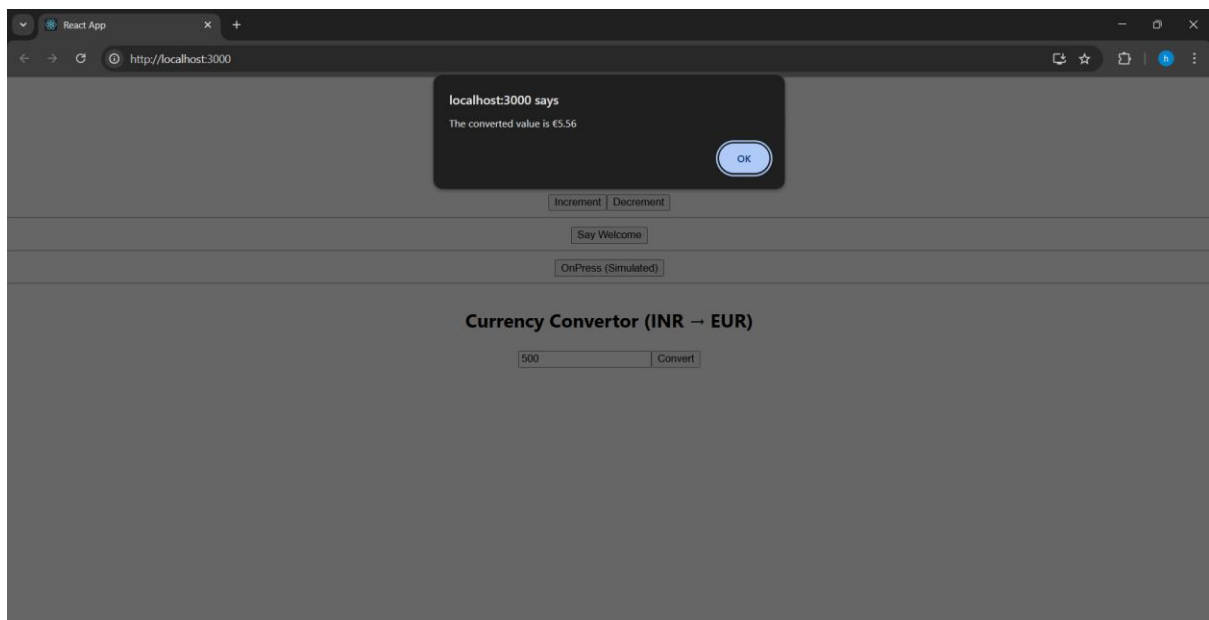 React App
http://localhost:3000
h
localhost:3000 says
The converted value is €5.56
OK
Increment Decrement
Say Welcome
OnPress (Simulated)
Currency Convertor (INR → EUR)
500 Convert